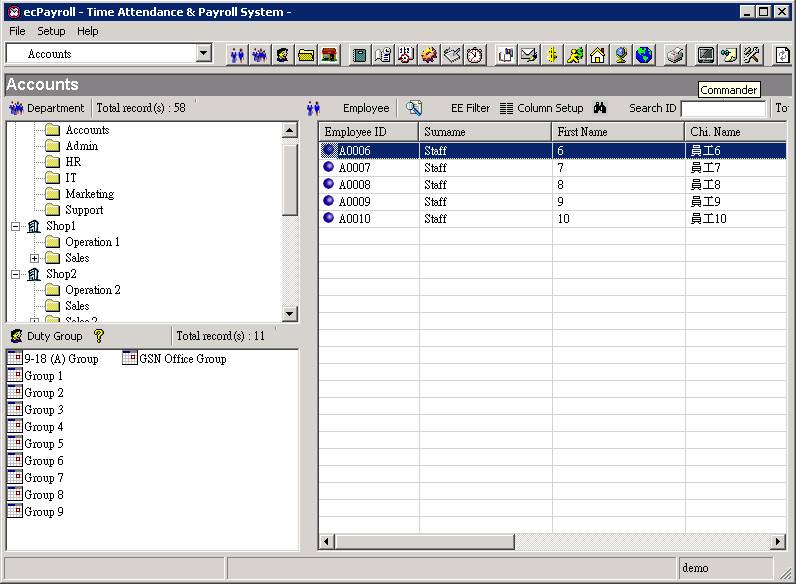 ecPayroll - Time Attendance & Payroll System -
File Setup Help
Accounts
Accounts
Commander
Department Total record(s) : 58
Employee EE Filter Column Setup Search ID To
Accounts
Admin
HR
IT
Marketing
Support
Shop1
Operation 1
Sales
Shop2
Operation 2
Sales
Sales 2
Employee ID Surname First Name Chi. Name
A0006 Staff 6 員工6
A0007 Staff 7 員工7
A0008 Staff 8 員工8
A0009 Staff 9 員工9
A0010 Staff 10 員工10
Duty Group Total record(s) : 11
9-18 (A) Group GSN Office Group
Group 1
Group 2
Group 3
Group 4
Group 5
Group 6
Group 7
Group 8
Group 9
demo